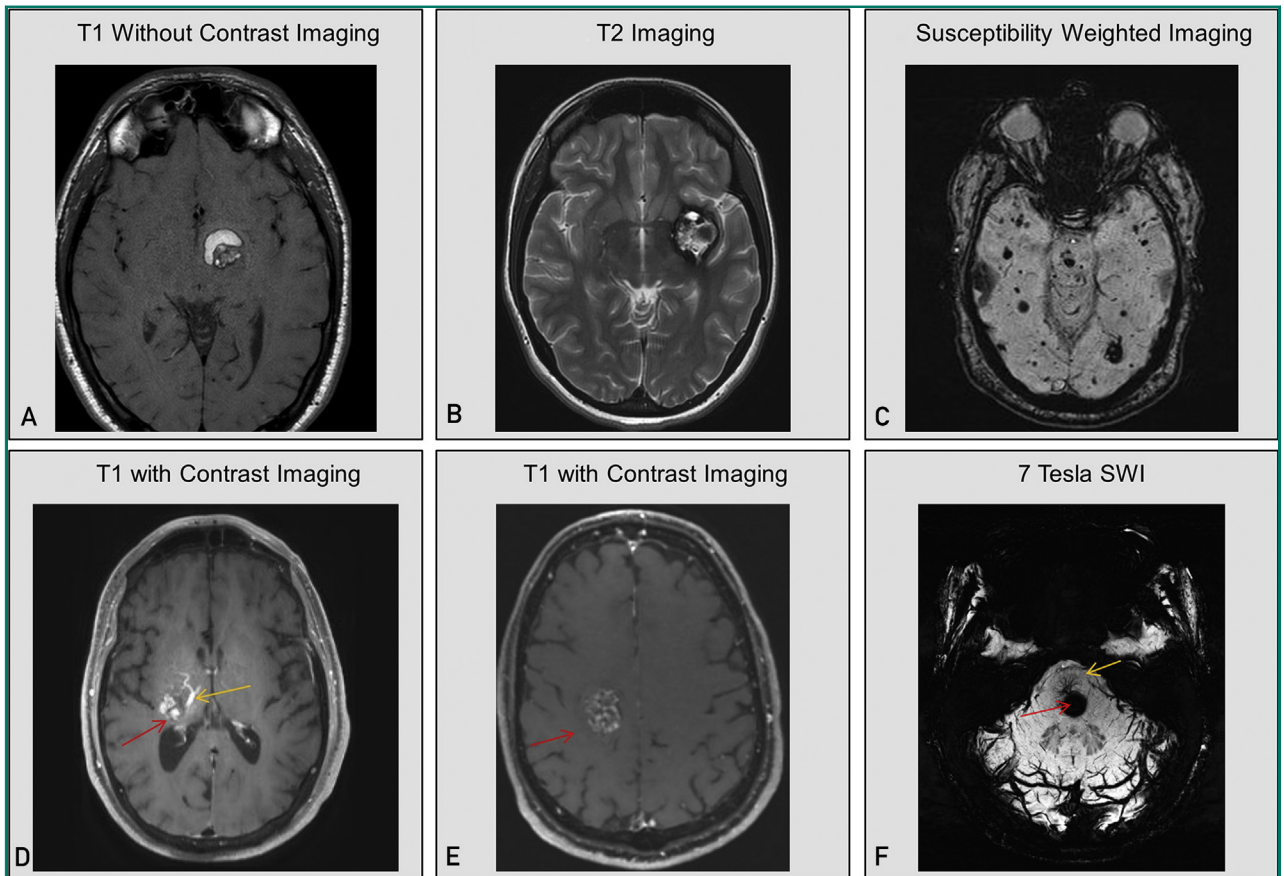 T1 Without Contrast Imaging
T2 Imaging
Susceptibility Weighted Imaging
A
B
C
T1 with Contrast Imaging
T1 with Contrast Imaging
7 Tesla SWI
D
E
F